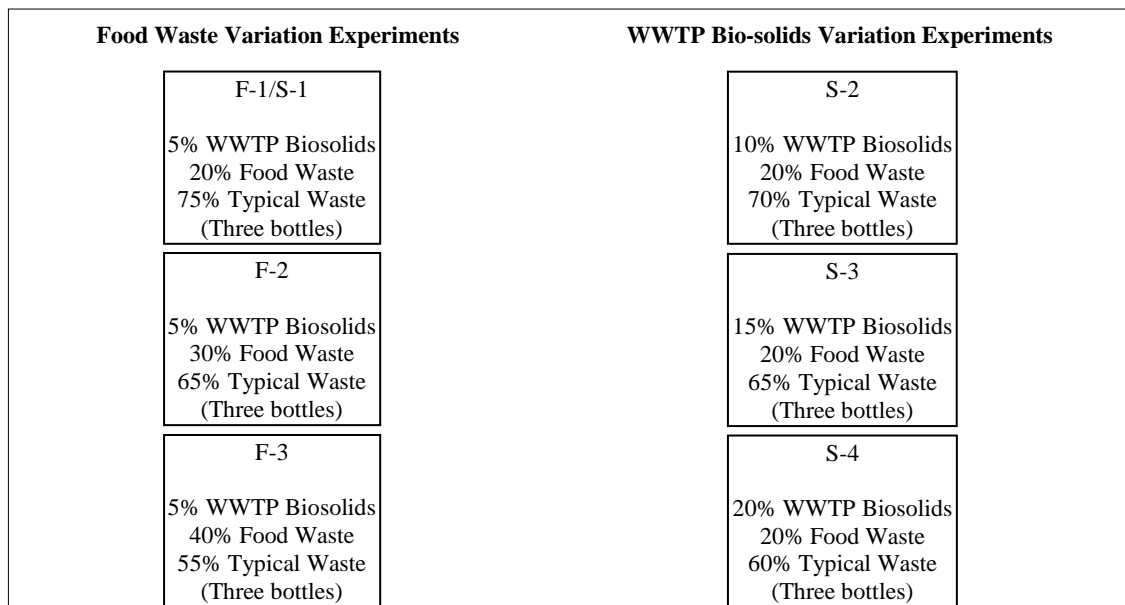 Food Waste Variation Experiments
F-1/S-1
5% WWTP Biosolids
20% Food Waste
75% Typical Waste
(Three bottles)
F-2
5% WWTP Biosolids
30% Food Waste
65% Typical Waste
(Three bottles)
F-3
5% WWTP Biosolids
40% Food Waste
55% Typical Waste
(Three bottles)
WWTP Bio-solids Variation Experiments
S-2
10% WWTP Biosolids
20% Food Waste
70% Typical Waste
(Three bottles)
S-3
15% WWTP Biosolids
20% Food Waste
65% Typical Waste
(Three bottles)
S-4
20% WWTP Biosolids
20% Food Waste
60% Typical Waste
(Three bottles)